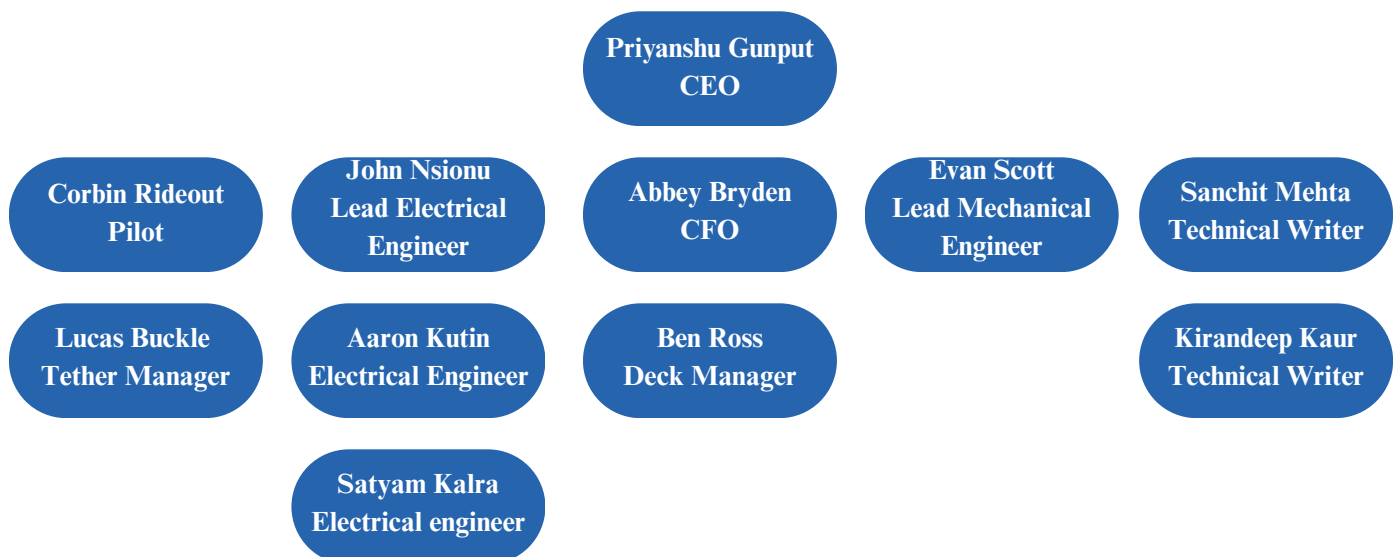 Priyanshu Gunput
CEO
Corbin Rideout
Pilot
John Nsionu
Lead Electrical
Engineer
Abbey Bryden
CFO
Evan Scott
Lead Mechanical
Engineer
Sanchit Mehta
Technical Writer
Lucas Buckle
Tether Manager
Aaron Kutin
Electrical Engineer
Ben Ross
Deck Manager
Kirandeep Kaur
Technical Writer
Satyam Kalra
Electrical engineer